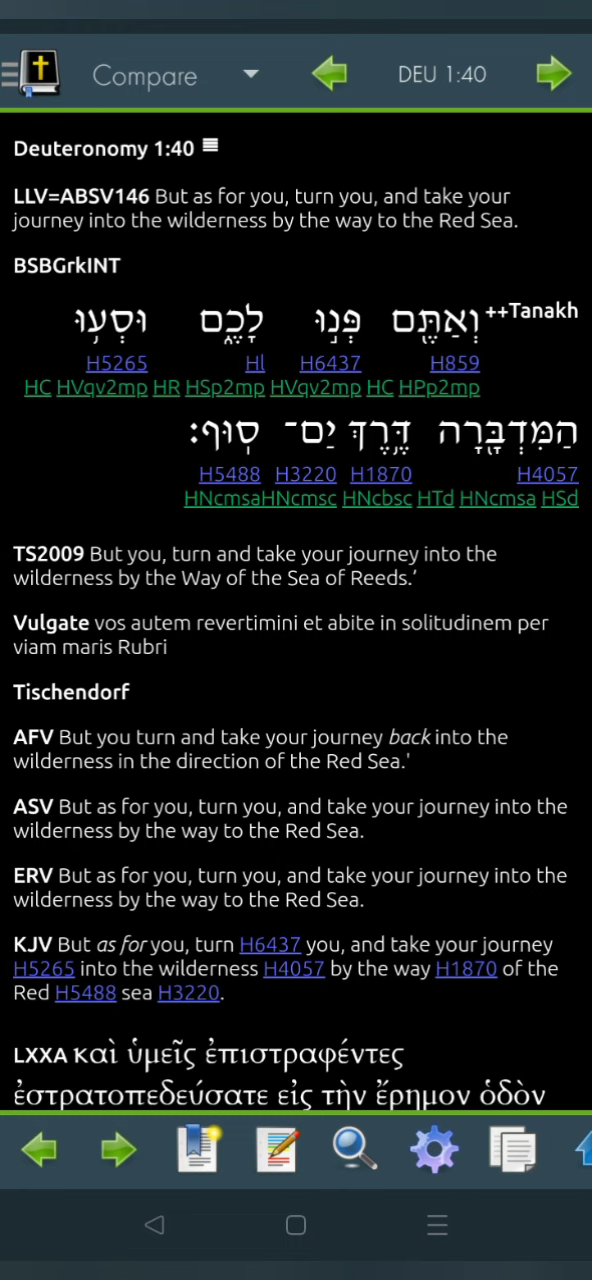 Compare
DEU 1:40
Deuteronomy 1:40
LLV=ABSV146 But as for you, turn you, and take your
journey into the wilderness by the way to the Red Sea.
BSBGrkINT
++Tanakh וְאַתֶּ֖ם פְּנ֣וּ לָכֶ֑ם וּסְע֥וּ
H5265 Hl H6437 H859
HC HVqv2mp HR HSp2mp HVqv2mp HC HPp2mp
הַמִּדְבָּ֖רָה דֶּ֥רֶךְ יַם־ סֽוּף׃
H5488 H3220 H1870 H4057
HNcmsaHNcmsc HNcbsc HTd HNcmsa HSd
TS2009 But you, turn and take your journey into the
wilderness by the Way of the Sea of Reeds.’
Vulgate vos autem revertimini et abite in solitudinem per
viam maris Rubri
Tischendorf
AFV But you turn and take your journey back into the
wilderness in the direction of the Red Sea.'
ASV But as for you, turn you, and take your journey into the
wilderness by the way to the Red Sea.
ERV But as for you, turn you, and take your journey into the
wilderness by the way to the Red Sea.
KJV But as for you, turn H6437 you, and take your journey
H5265 into the wilderness H4057 by the way H1870 of the
Red H5488 sea H3220.
LXXA καὶ ὑμεῖς ἐπιστραφέντες
ἐστρατοπεδεύσατε εἰς τὴν ἔρημον ὁδὸν